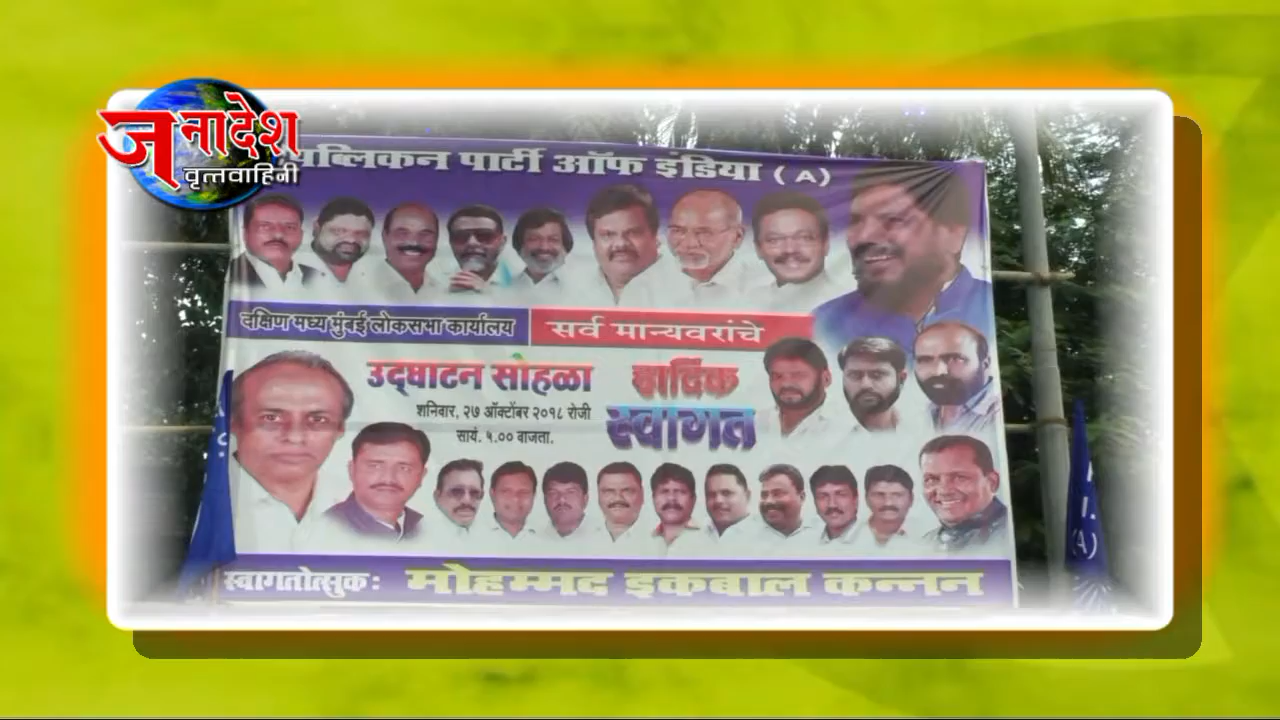 जनादेश
वृत्तवाहिनी
पब्लिकन पार्टी ऑफ इंडिया (A)
दक्षिण मध्य मुंबई लोकसभा कार्यालय
उद्घाटन सोहळा
शनिवार, २७ ऑक्टोंबर २०१८ रोजी
सायं. ५.०० वाजता.
सर्व मान्यवरांचे
हार्दिक
स्वागत
स्वागतोत्सुक: मोहम्मद इकबाल कन्नन
(A)